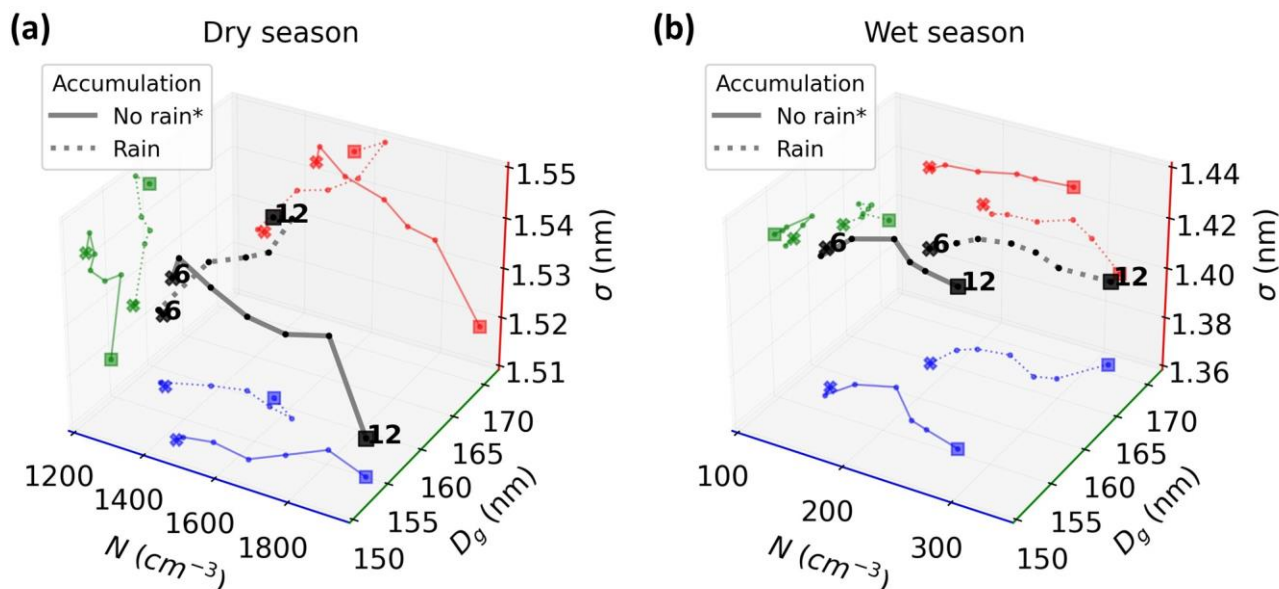 (a) Dry season
Accumulation
No rain*
Rain
12
6
6
12
1.55
1.54
1.53
1.52
1.51
σ (nm)
1200
1400
1600
1800
N (cm⁻³)
150
155
160
165
170
D_g (nm)
(b) Wet season
Accumulation
No rain*
Rain
6
6
12
12
1.44
1.42
1.40
1.38
1.36
σ (nm)
100
200
300
N (cm⁻³)
150
155
160
165
170
D_g (nm)